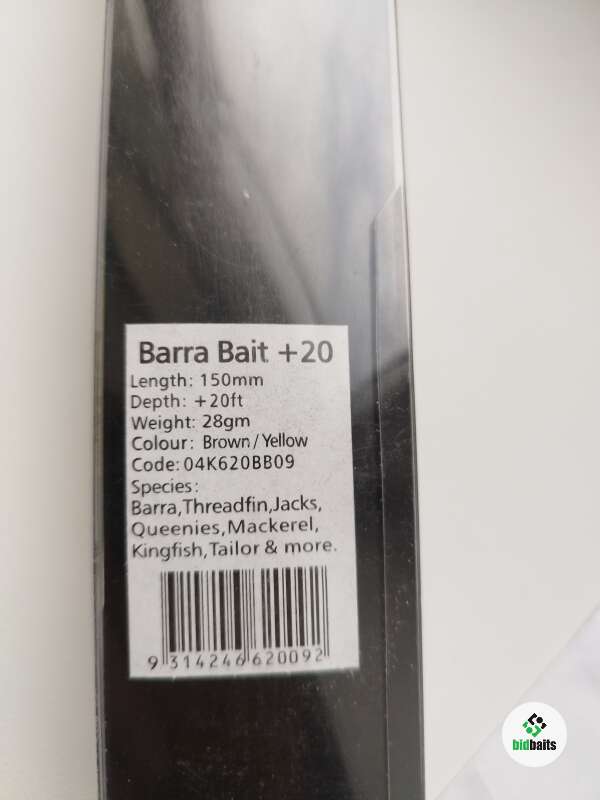 Barra Bait +20
Length: 150mm
Depth: +20ft
Weight: 28gm
Colour: Brown/Yellow
Code: 04K620BB09
Species:
Barra,Threadfin,Jacks,
Queenies,Mackerel,
Kingfish,Tailor & more.
9 314246 620092
bidbaits